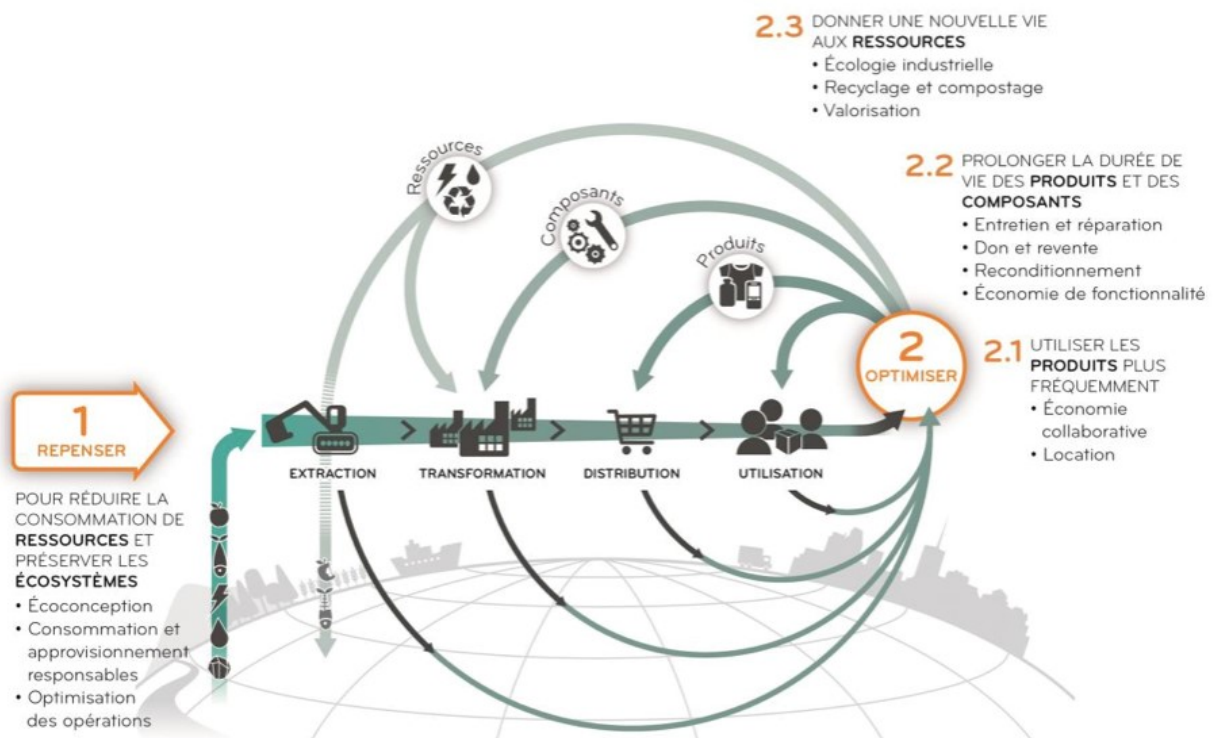 2.3 DONNER UNE NOUVELLE VIE
AUX RESSOURCES
• Écologie industrielle
• Recyclage et compostage
• Valorisation
2.2 PROLONGER LA DURÉE DE
VIE DES PRODUITS ET DES
COMPOSANTS
• Entretien et réparation
• Don et revente
• Reconditionnement
• Économie de fonctionnalité
Ressources
Composants
Produits
2
OPTIMISER
2.1 UTILISER LES
PRODUITS PLUS
FRÉQUEMMENT
• Économie
collaborative
• Location
1
REPENSER
EXTRACTION
TRANSFORMATION
DISTRIBUTION
UTILISATION
POUR RÉDUIRE LA
CONSOMMATION DE
RESSOURCES ET
PRÉSERVER LES
ÉCOSYSTÈMES
• Écoconception
• Consommation et
approvisionnement
responsables
• Optimisation
des opérations